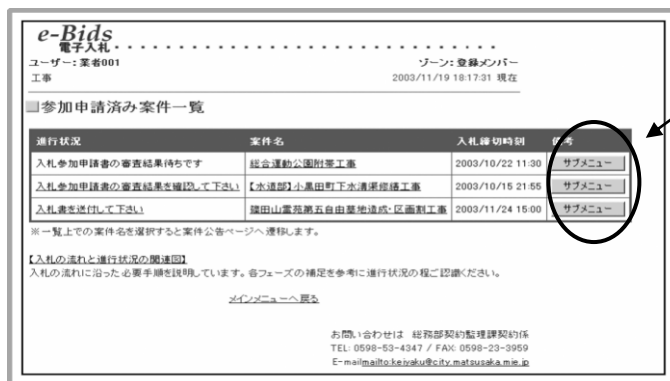 e-Bids
電子入札
ユーザー：業者001
ゾーン：登録メンバー
工事
2003/11/19 18:17:31 現在
参加申請済み案件一覧
進行状況 案件名 入札締切時刻 備考
入札参加申請書の審査結果待ちです 総合運動公園附帯工事 2003/10/22 11:30 サブメニュー
入札参加申請書の審査結果を確認して下さい 【水道部】小黒田町下水溝渠修繕工事 2003/10/15 21:55 サブメニュー
入札書を送付して下さい 篠田山霊苑第五自由墓地造成・区画割工事 2003/11/24 15:00 サブメニュー
※一覧上での案件名を選択すると案件公告ページへ遷移します。
【入札の流れと進行状況の関連図】
入札の流れに沿った必要手順を説明しています。各フェーズの補足を参考に進行状況の程ご認識ください。
メインメニューへ戻る
お問い合わせは 総務部契約監理課契約係
TEL: 0598-53-4347 / FAX: 0598-23-3959
E-mailmailto:keiyaku@city.matsusaka.mie.jp